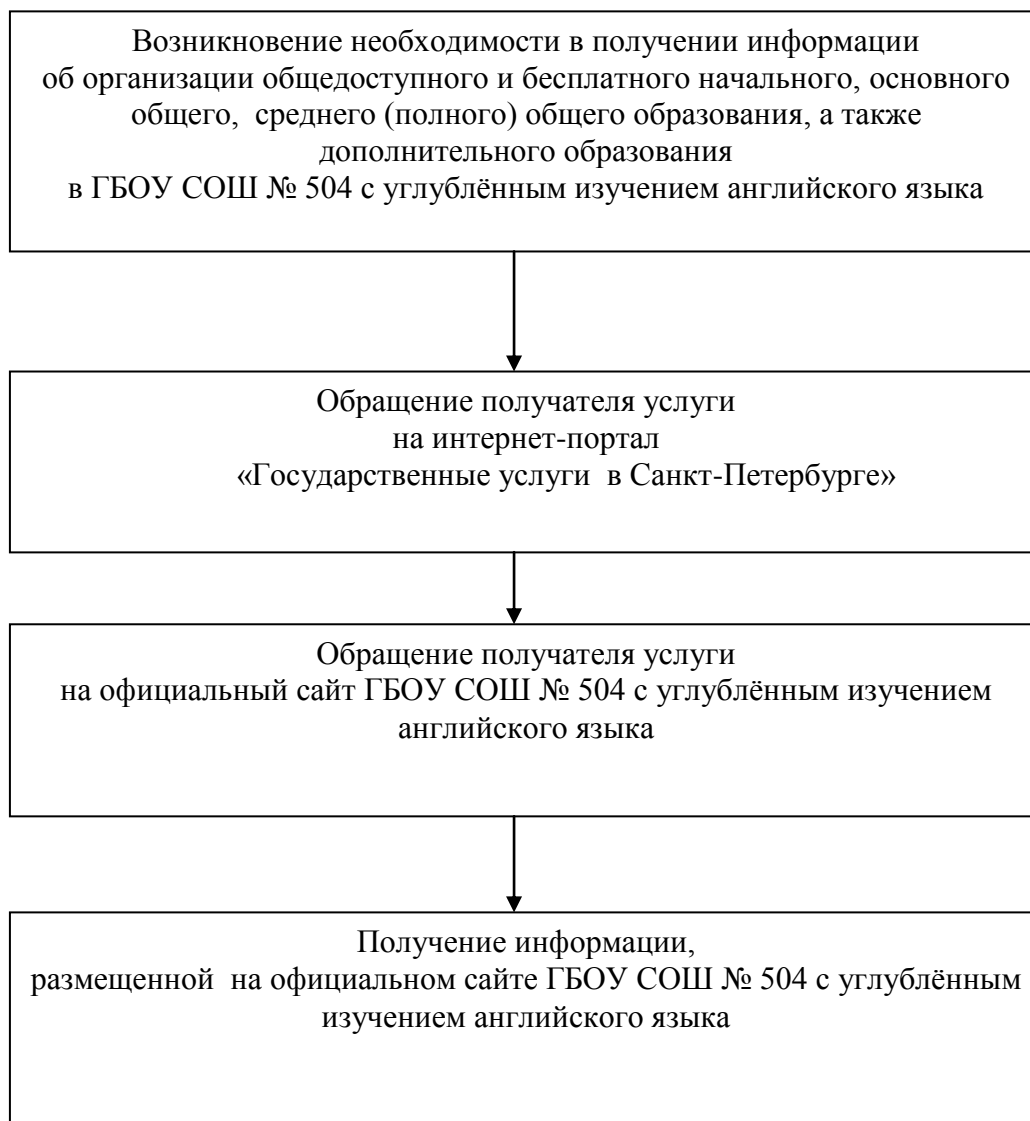 Возникновение необходимости в получении информации
об организации общедоступного и бесплатного начального, основного
общего, среднего (полного) общего образования, а также
дополнительного образования
в ГБОУ СОШ № 504 с углублённым изучением английского языка
Обращение получателя услуги
на интернет-портал
«Государственные услуги в Санкт-Петербурге»
Обращение получателя услуги
на официальный сайт ГБОУ СОШ № 504 с углублённым изучением
английского языка
Получение информации,
размещенной на официальном сайте ГБОУ СОШ № 504 с углублённым
изучением английского языка